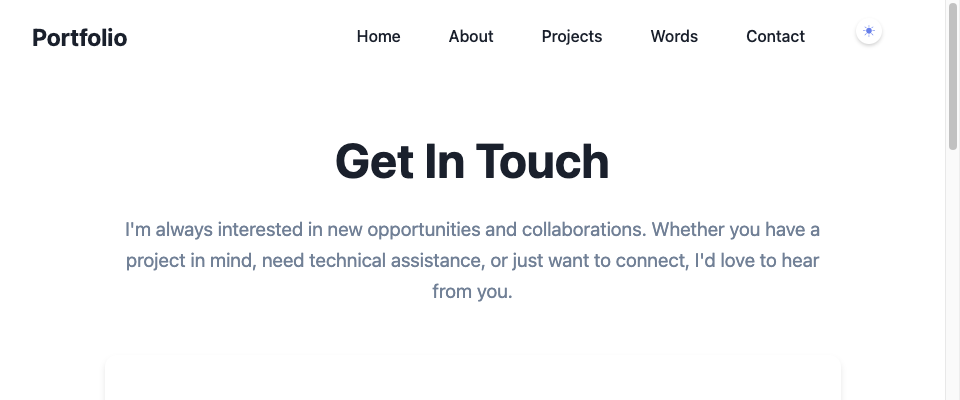 Portfolio
Home About Projects Words Contact
Get In Touch
I'm always interested in new opportunities and collaborations. Whether you have a
project in mind, need technical assistance, or just want to connect, I'd love to hear
from you.